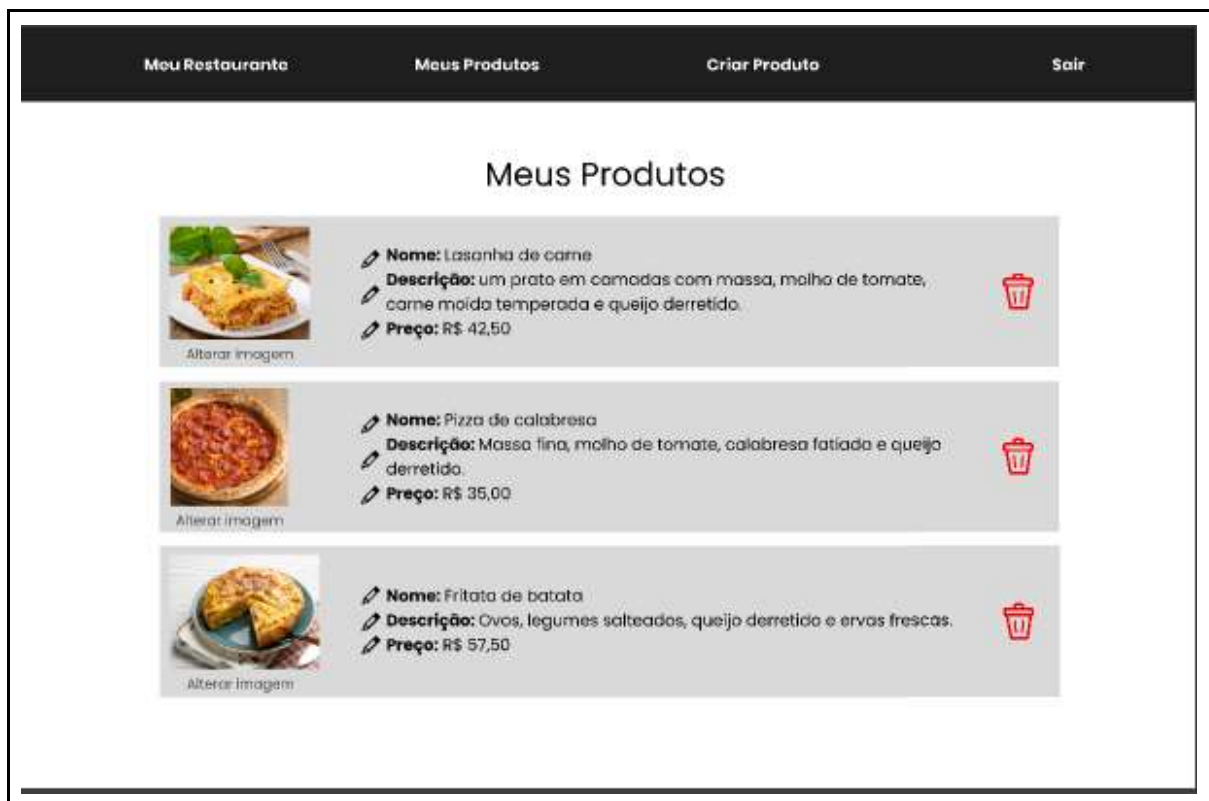 Meu Restaurante Meus Produtos Criar Produto Sair
Meus Produtos
Nome: Lasanha de carne
Descrição: um prato em camadas com massa, molho de tomate,
carne moída temperada e queijo derretido.
Preço: R$ 42,50
Alterar imagem
Nome: Pizza de calabresa
Descrição: Massa fina, molho de tomate, calabresa fatiada e queijo
derretido.
Preço: R$ 35,00
Alterar imagem
Nome: Fritata de batata
Descrição: Ovos, legumes salteados, queijo derretido e ervas frescas.
Preço: R$ 57,50
Alterar imagem